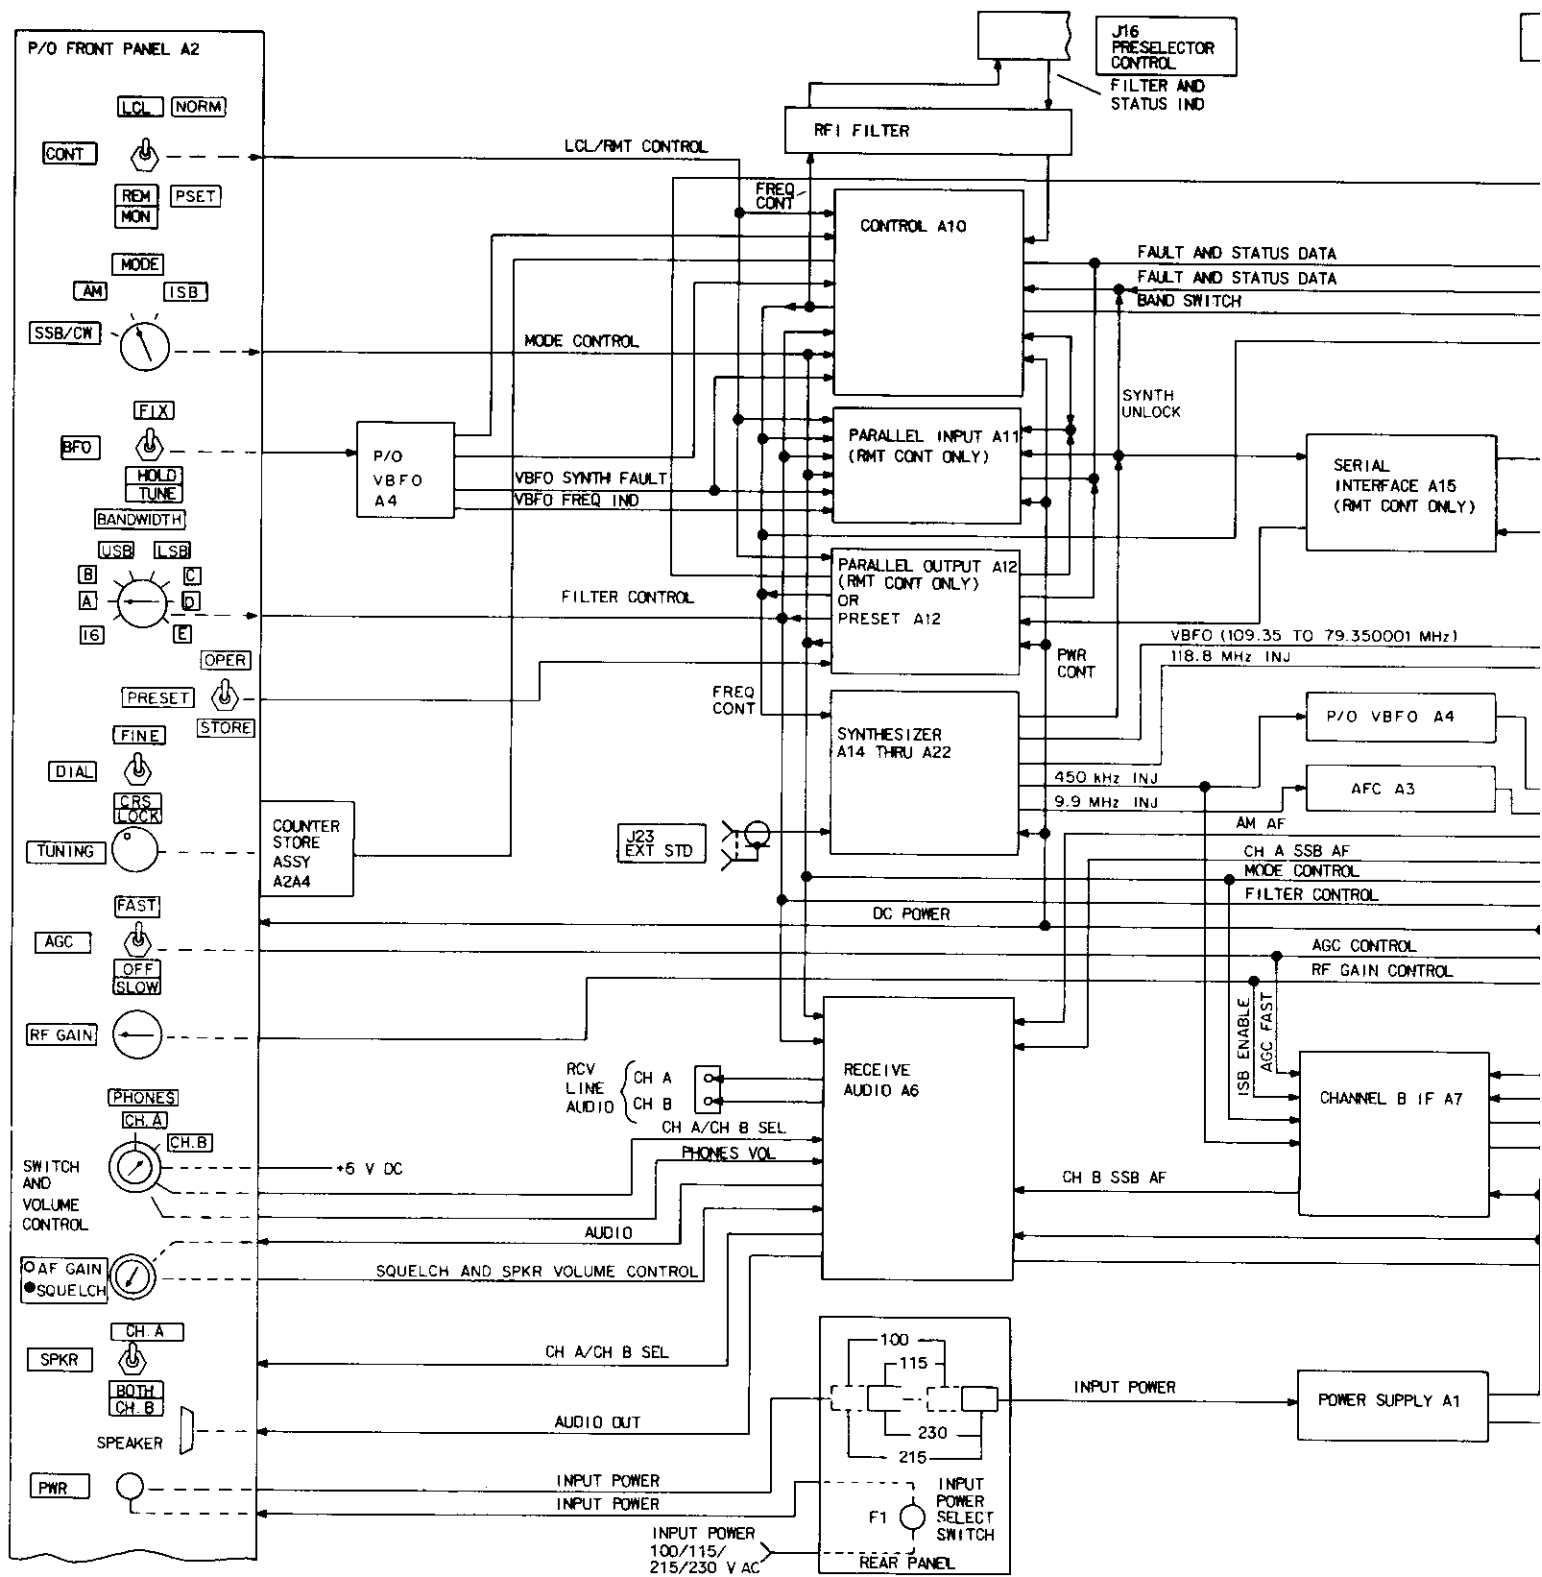 P/O FRONT PANEL A2
LCL NORM
CONT
REM PSET
MON
MODE
AM ISB
SSB/CW
FIX
BFO
HOLD
TUNE
BANDWIDTH
USB LSB
B C
A D
16 E
OPER
PRESET
STORE
FINE
DIAL
CRS
LOCK
TUNING
FAST
AGC
OFF
SLOW
RF GAIN
PHONES
CH.A
CH.B
SWITCH
AND
VOLUME
CONTROL
AF GAIN
SQUELCH
CH.A
SPKR
BOTH
CH.B
SPEAKER
PWR
COUNTER
STORE
ASSY
A2A4
P/O
VBFO
A4
LCL/RMT CONTROL
MODE CONTROL
VBFO SYNTH FAULT
VBFO FREQ IND
FILTER CONTROL
FREQ
CONT
J16
PRESELECTOR
CONTROL
FILTER AND
STATUS IND
RFI FILTER
FREQ
CONT
CONTROL A10
FAULT AND STATUS DATA
FAULT AND STATUS DATA
BAND SWITCH
SYNTH
UNLOCK
PARALLEL INPUT A11
(RMT CONT ONLY)
SERIAL
INTERFACE A15
(RMT CONT ONLY)
PARALLEL OUTPUT A12
(RMT CONT ONLY)
OR
PRESET A12
PWR
CONT
VBFO (109.35 TO 79.350001 MHz)
118.8 MHz INJ
SYNTHESIZER
A14 THRU A22
P/O VBFO A4
450 kHz INJ
AFC A3
9.9 MHz INJ
J23
EXT STD
AM AF
CH A SSB AF
MODE CONTROL
FILTER CONTROL
DC POWER
AGC CONTROL
RF GAIN CONTROL
ISB ENABLE
AGC FAST
RECEIVE
AUDIO A6
RCV
LINE
AUDIO
CH A
CH B
CHANNEL B IF A7
CH A/CH B SEL
PHONES VOL
+5 V DC
CH B SSB AF
AUDIO
SQUELCH AND SPKR VOLUME CONTROL
CH A/CH B SEL
AUDIO OUT
INPUT POWER
INPUT POWER
100
115
230
215
INPUT POWER
POWER SUPPLY A1
F1
INPUT
POWER
SELECT
SWITCH
REAR PANEL
INPUT POWER
100/115/
215/230 V AC